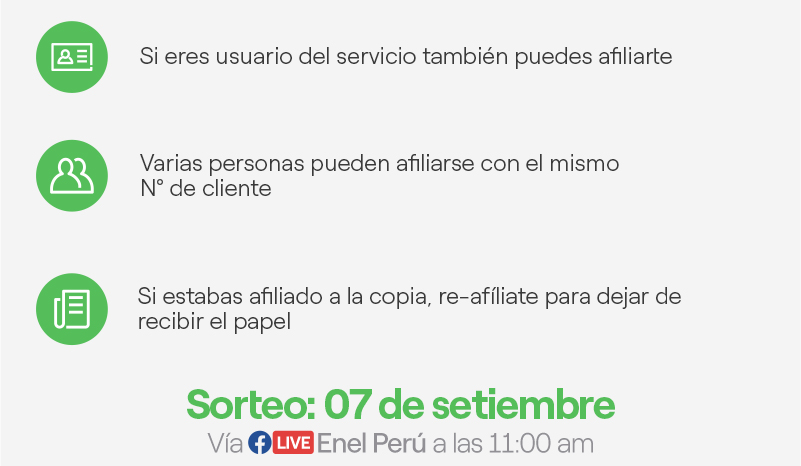 Si eres usuario del servicio también puedes afiliarte
Varias personas pueden afiliarse con el mismo
N° de cliente
Si estabas afiliado a la copia, re-afíliate para dejar de
recibir el papel
Sorteo: 07 de setiembre
Vía f LIVE Enel Perú a las 11:00 am